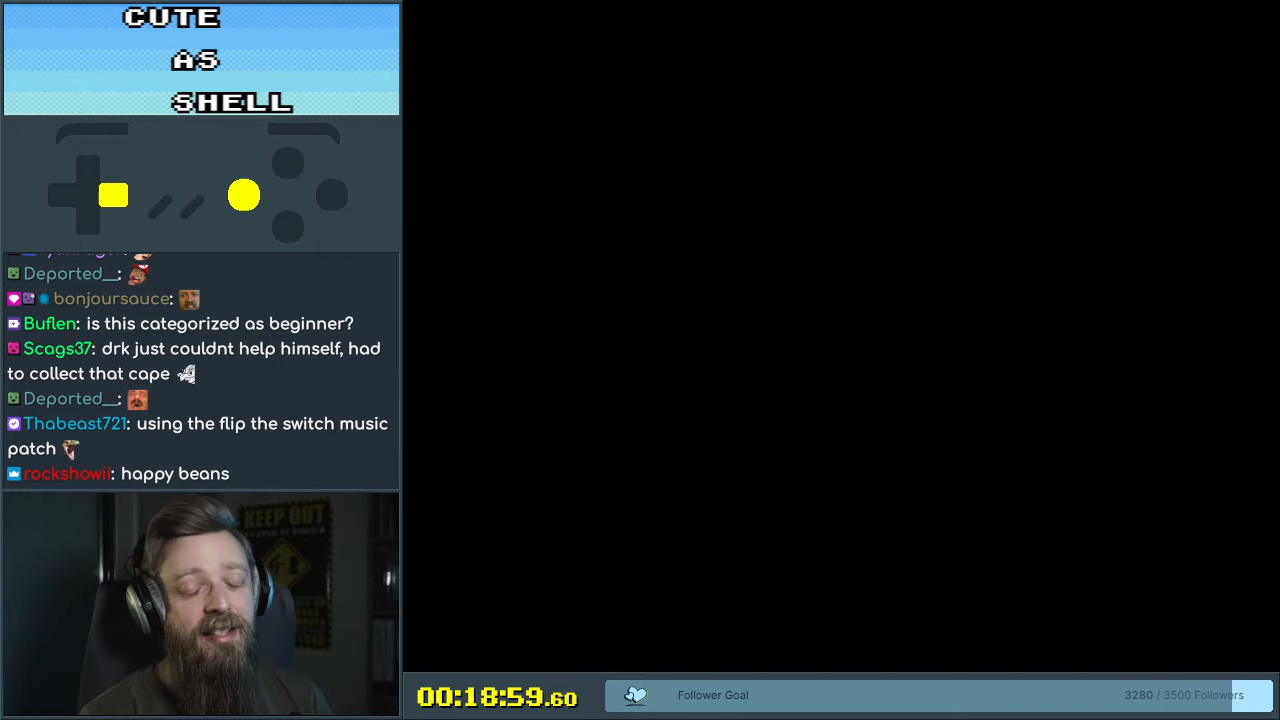 CUTE
AS
SHELL
Deported__:
bonjoursauce:
Buflen: is this categorized as beginner?
Scags37: drk just couldnt help himself, had
to collect that cape
Deported__:
Thabeast721: using the flip the switch music
patch
rockshowii: happy beans
KEEP OUT
00:18:59.60
Follower Goal
3280 / 3500 Followers